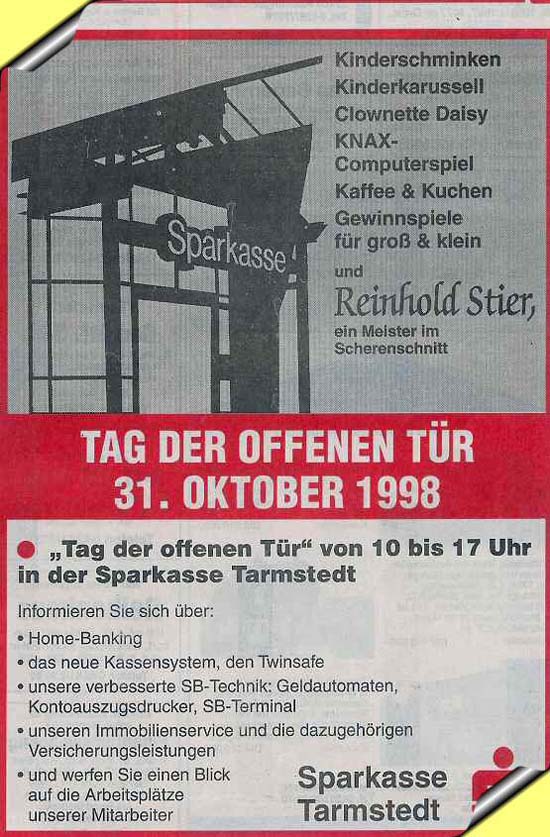 Kinderschminken
Kinderkarussell
Clownette Daisy
KNAX-
Computerspiel
Kaffee & Kuchen
Gewinnspiele
für groß & klein
und
Reinhold Stier,
ein Meister im
Scherenschnitt
Sparkasse
TAG DER OFFENEN TÜR
31. OKTOBER 1998
• „Tag der offenen Tür“ von 10 bis 17 Uhr
in der Sparkasse Tarmstedt
Informieren Sie sich über:
• Home-Banking
• das neue Kassensystem, den Twinsafe
• unsere verbesserte SB-Technik: Geldautomaten,
Kontoauszugsdrucker, SB-Terminal
• unseren Immobilienservice und die dazugehörigen
Versicherungsleistungen
• und werfen Sie einen Blick
auf die Arbeitsplätze
unserer Mitarbeiter
Sparkasse
Tarmstedt